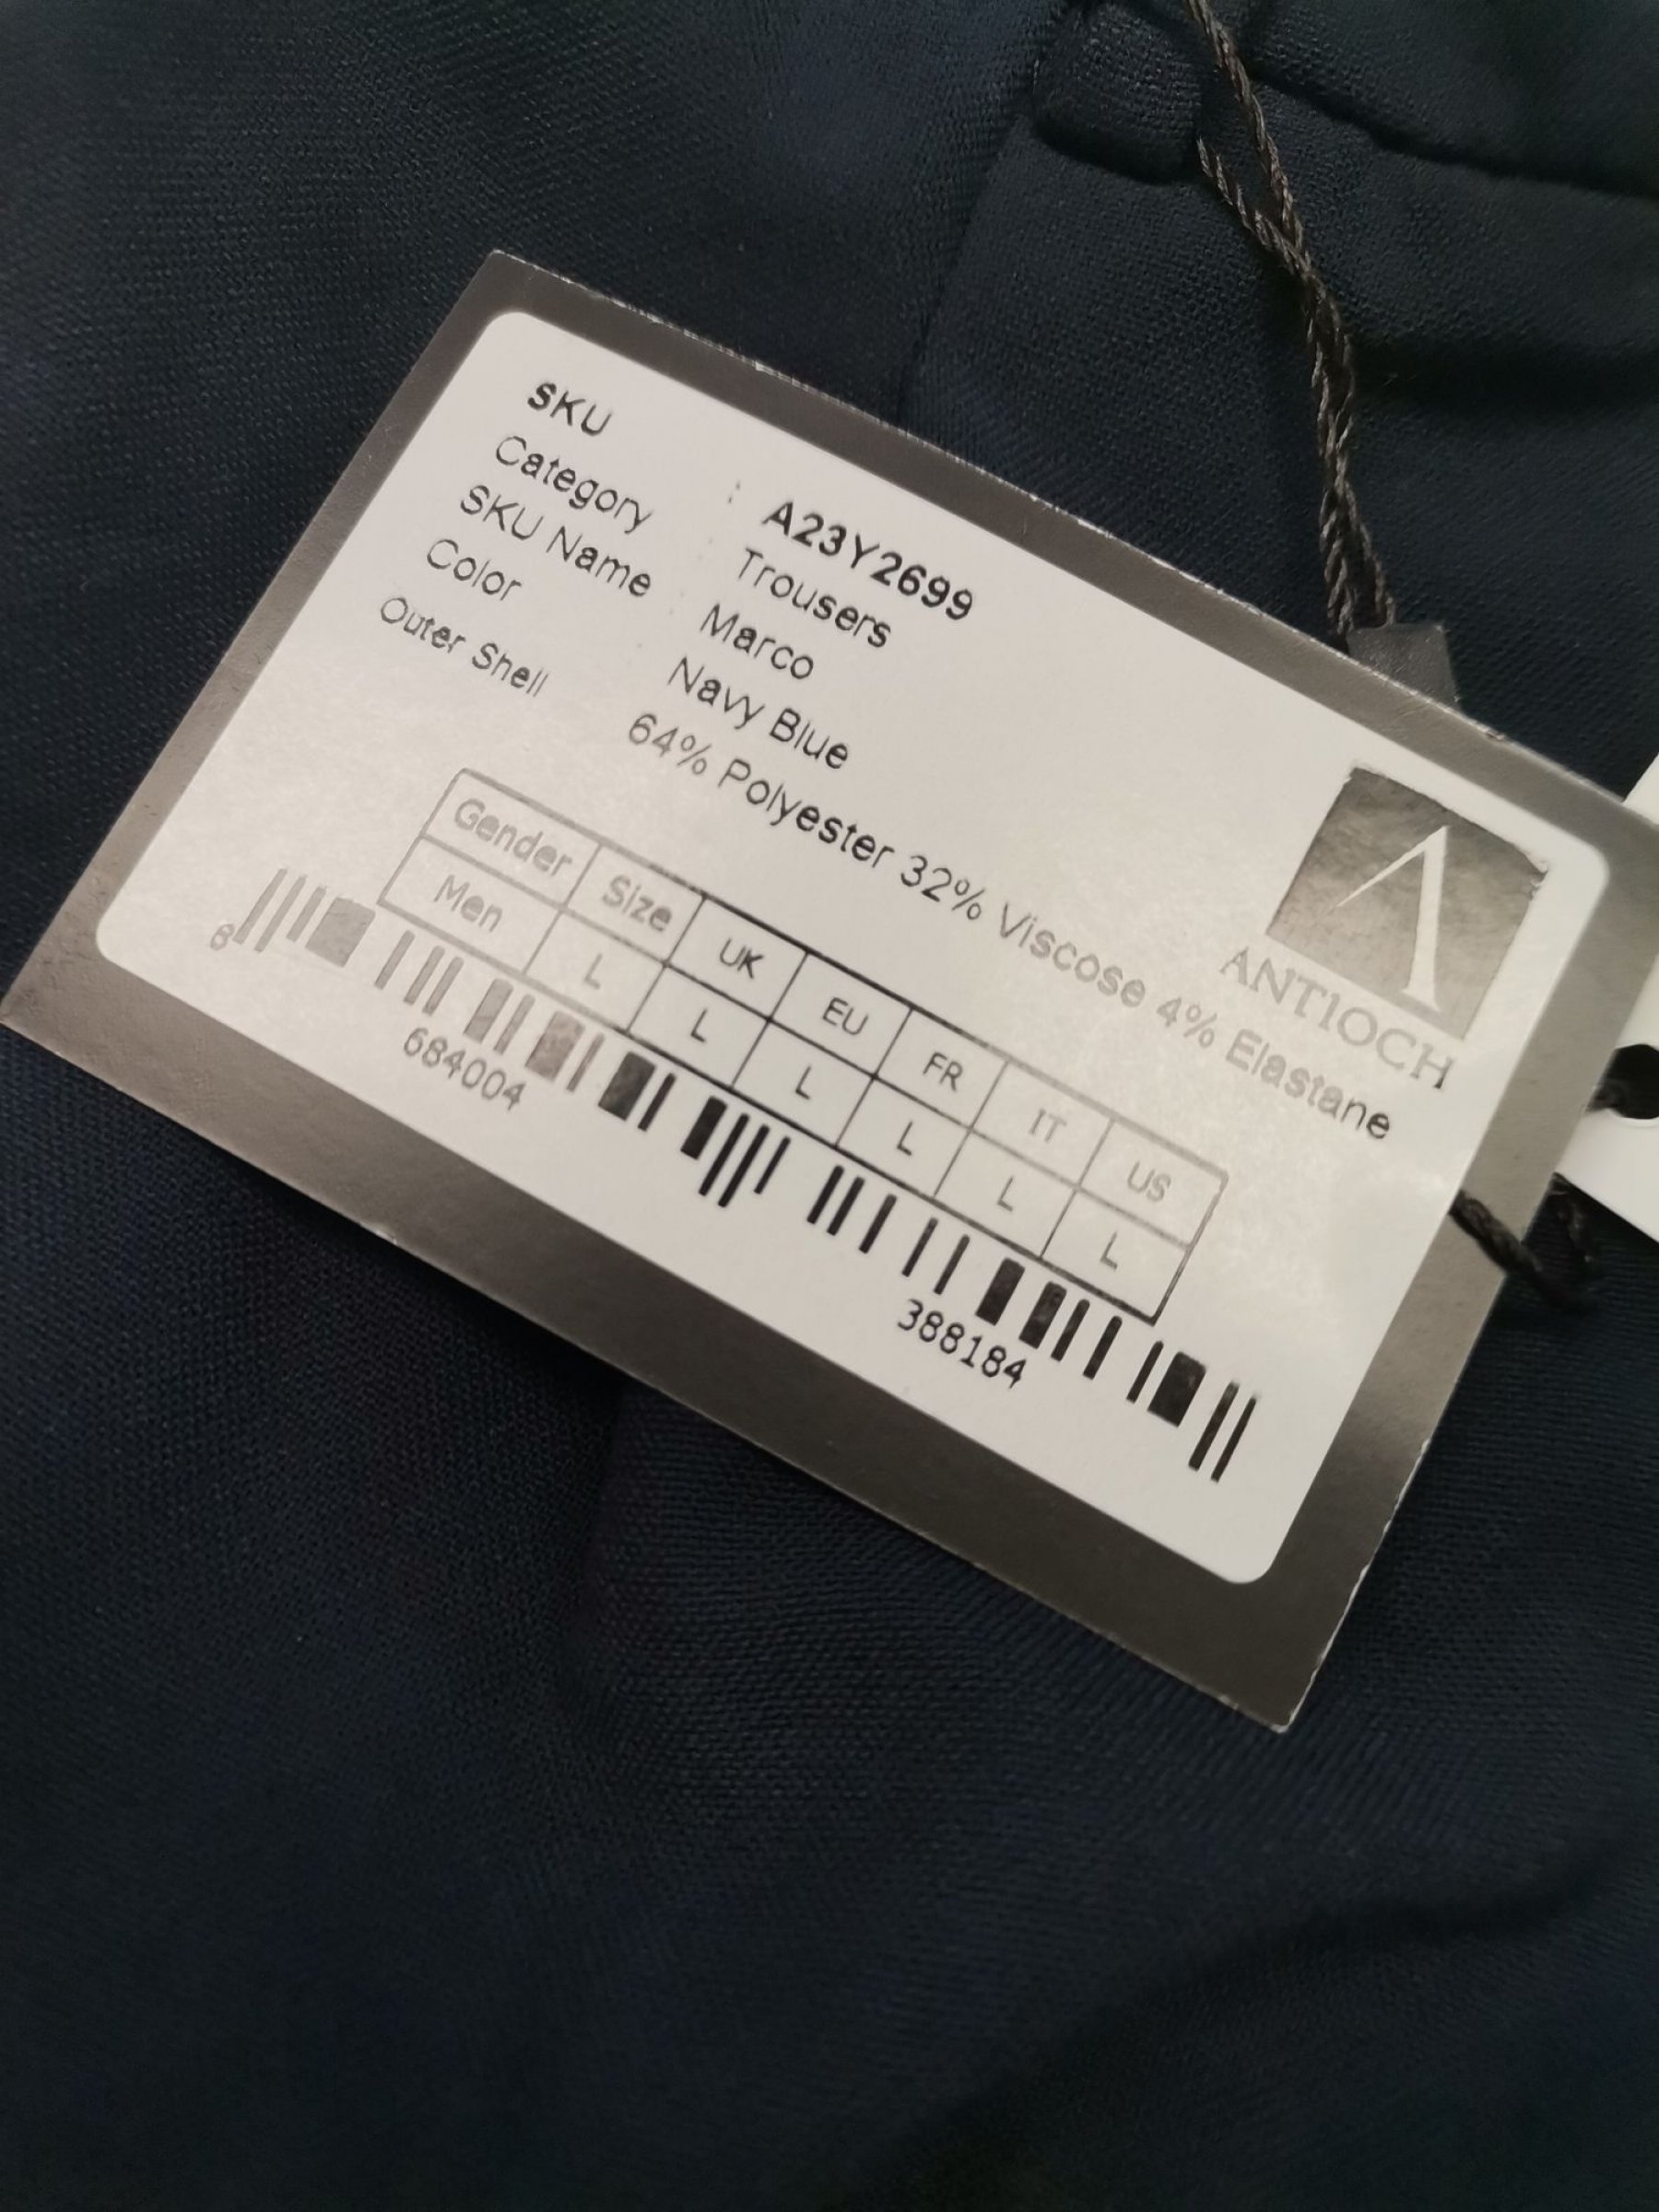 SKU : A23Y2699
Category : Trousers
SKU Name : Marco
Color : Navy Blue
Outer Shell 64% Polyester 32% Viscose 4% Elastane
ANTIOCH
Gender Size UK EU FR IT US
Men L L L L L L
8 684004 388184